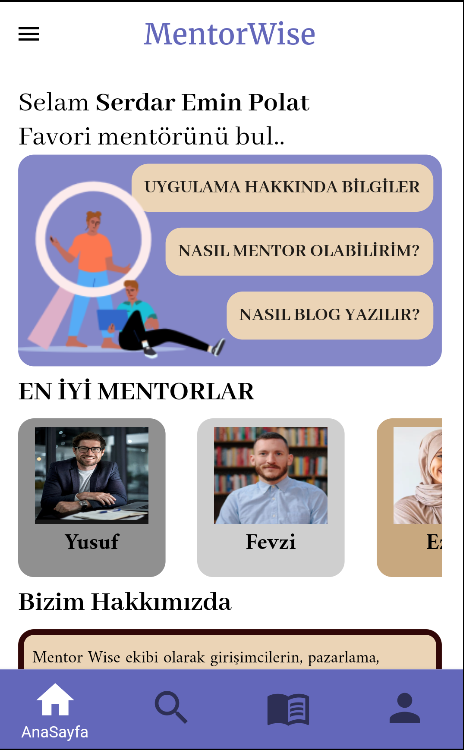 MentorWise
Selam Serdar Emin Polat
Favori mentörünü bul..
UYGULAMA HAKKINDA BİLGİLER
NASIL MENTOR OLABİLİRİM?
NASIL BLOG YAZILIR?
EN İYİ MENTORLAR
Yusuf
Fevzi
Bizim Hakkımızda
Mentor Wise ekibi olarak girişimcilerin, pazarlama,
AnaSayfa